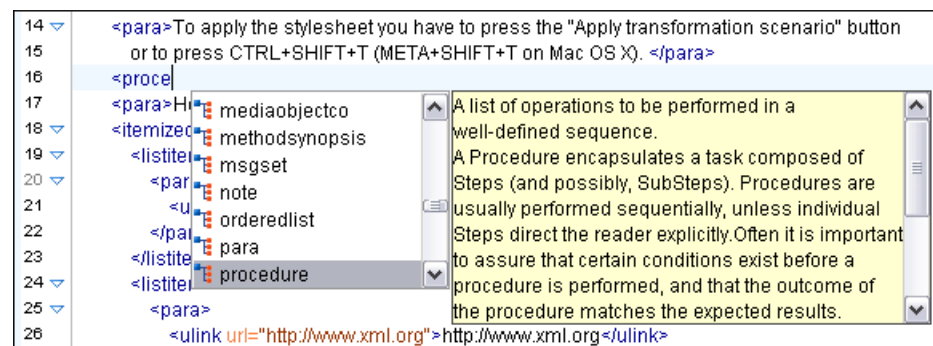 14 <para>To apply the stylesheet you have to press the "Apply transformation scenario" button
15 or to press CTRL+SHIFT+T (META+SHIFT+T on Mac OS X). </para>
16 <proce
17 <para>H
18 <itemized
19 <listiter
20 <par
21 <u
22 </par
23 </listite
24 <listiter
25 <para>
26 <ulink url="http://www.xml.org">http://www.xml.org</ulink>
mediaobjectco
methodsynopsis
msgset
note
orderedlist
para
procedure
A list of operations to be performed in a
well-defined sequence.
A Procedure encapsulates a task composed of
Steps (and possibly, SubSteps). Procedures are
usually performed sequentially, unless individual
Steps direct the reader explicitly.Often it is important
to assure that certain conditions exist before a
procedure is performed, and that the outcome of
the procedure matches the expected results.